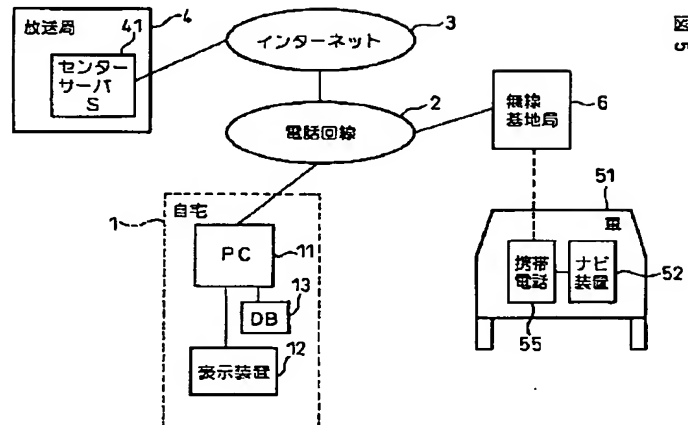 図5
4
放送局
41
センター
サーバ
S
インターネット
3
電話回線
2
無線
基地局
6
1
自宅
PC
11
DB
13
表示装置
12
51
車
携帯
電話
ナビ
装置
52
55